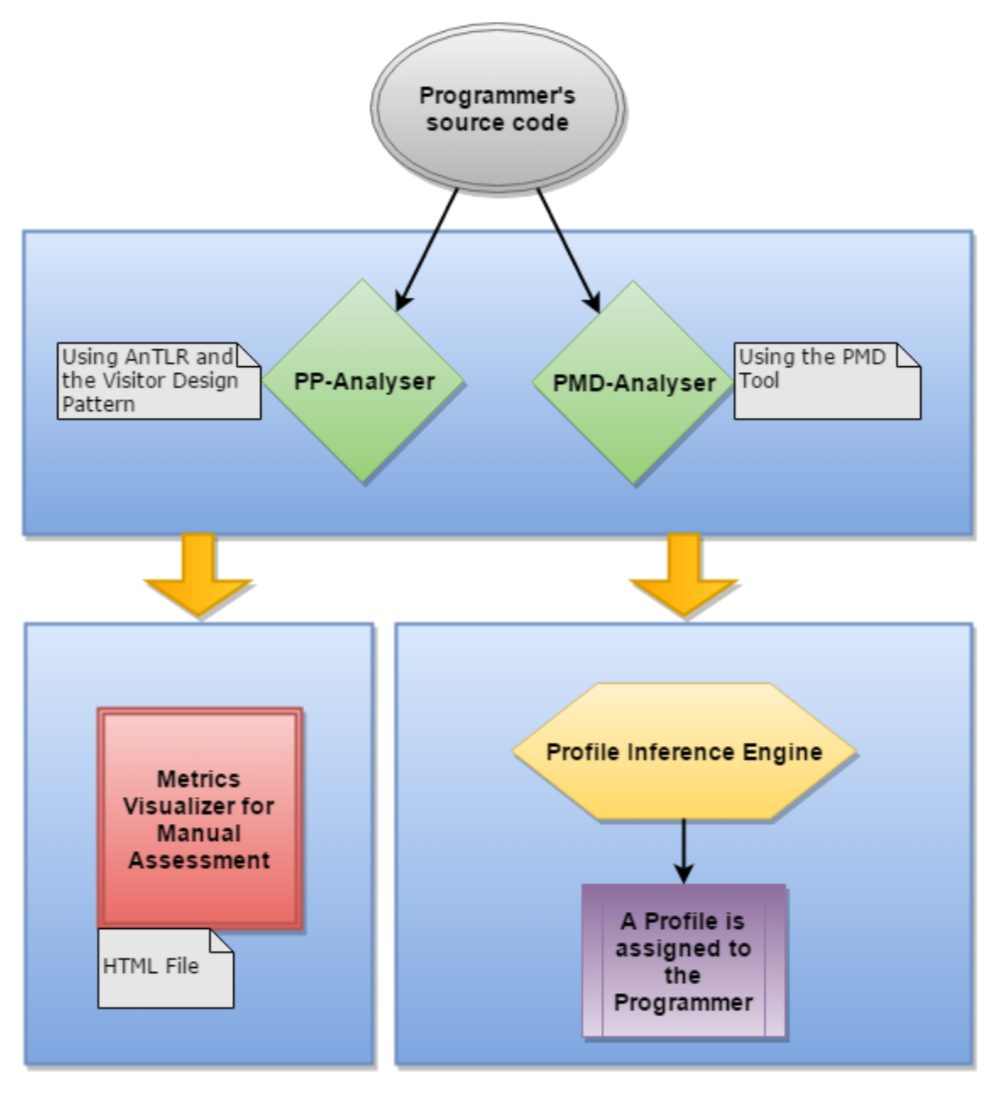 Programmer's
source code
Using AnTLR and
the Visitor Design
Pattern
PP-Analyser
PMD-Analyser
Using the PMD
Tool
Metrics
Visualizer for
Manual
Assessment
HTML File
Profile Inference Engine
A Profile is
assigned to
the
Programmer